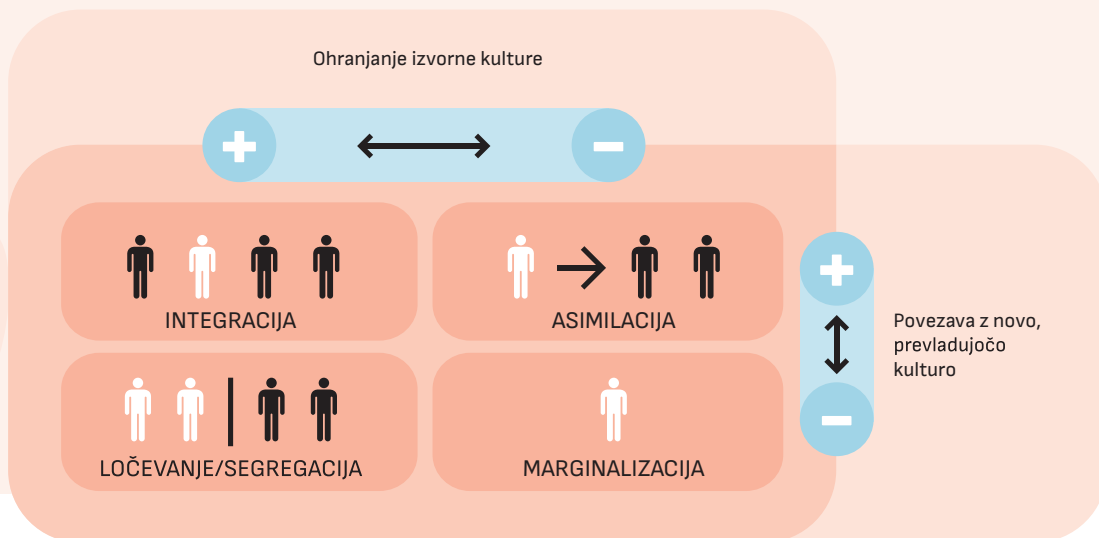 Ohranjanje izvorne kulture
INTEGRACIJA
ASIMILACIJA
Povezava z novo,
prevladujočo
kulturo
LOČEVANJE/SEGREGACIJA
MARGINALIZACIJA